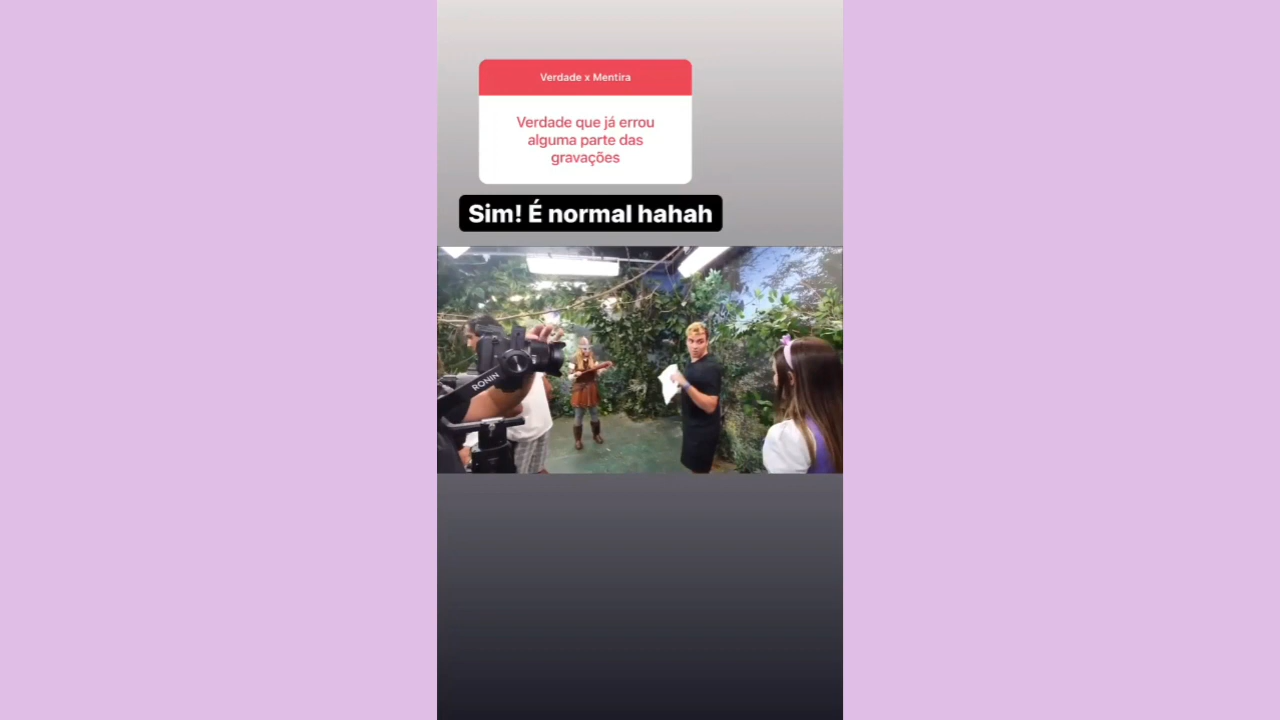 Verdade x Mentira
Verdade que já errou
alguma parte das
gravações
Sim! É normal hahah
RONIN